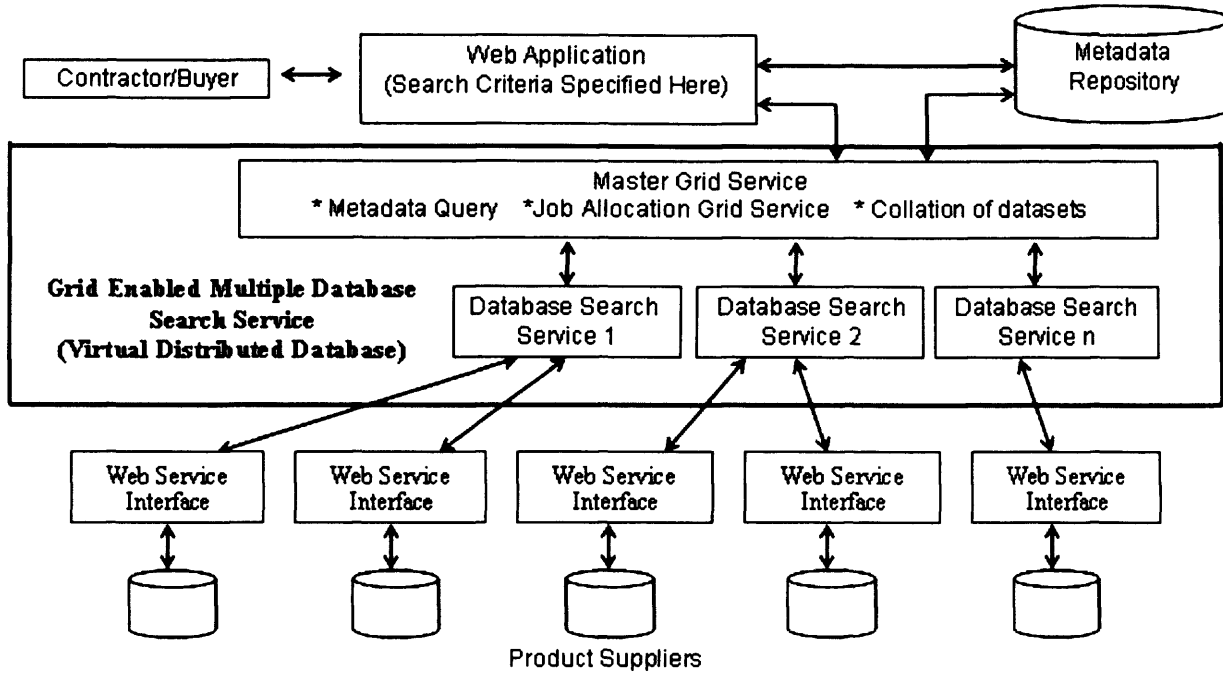 Contractor/Buyer
Web Application
(Search Criteria Specified Here)
Metadada
Repository
Master Grid Service
* Metadata Query *Job Allocation Grid Service * Collation of datasets
Grid Enabled Multiple Database
Search Service
(Virtual Distributed Database)
Database Search
Service 1
Database Search
Service 2
Database Search
Service n
Web Service
Interface
Web Service
Interface
Web Service
Interface
Web Service
Interface
Web Service
Interface
Product Suppliers